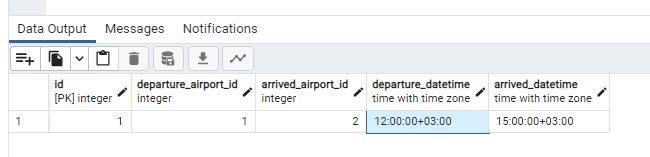 Data Output Messages Notifications
id departure_airport_id arrived_airport_id departure_datetime arrived_datetime
[PK] integer integer integer time with time zone time with time zone
1 1 1 2 12:00:00+03:00 15:00:00+03:00